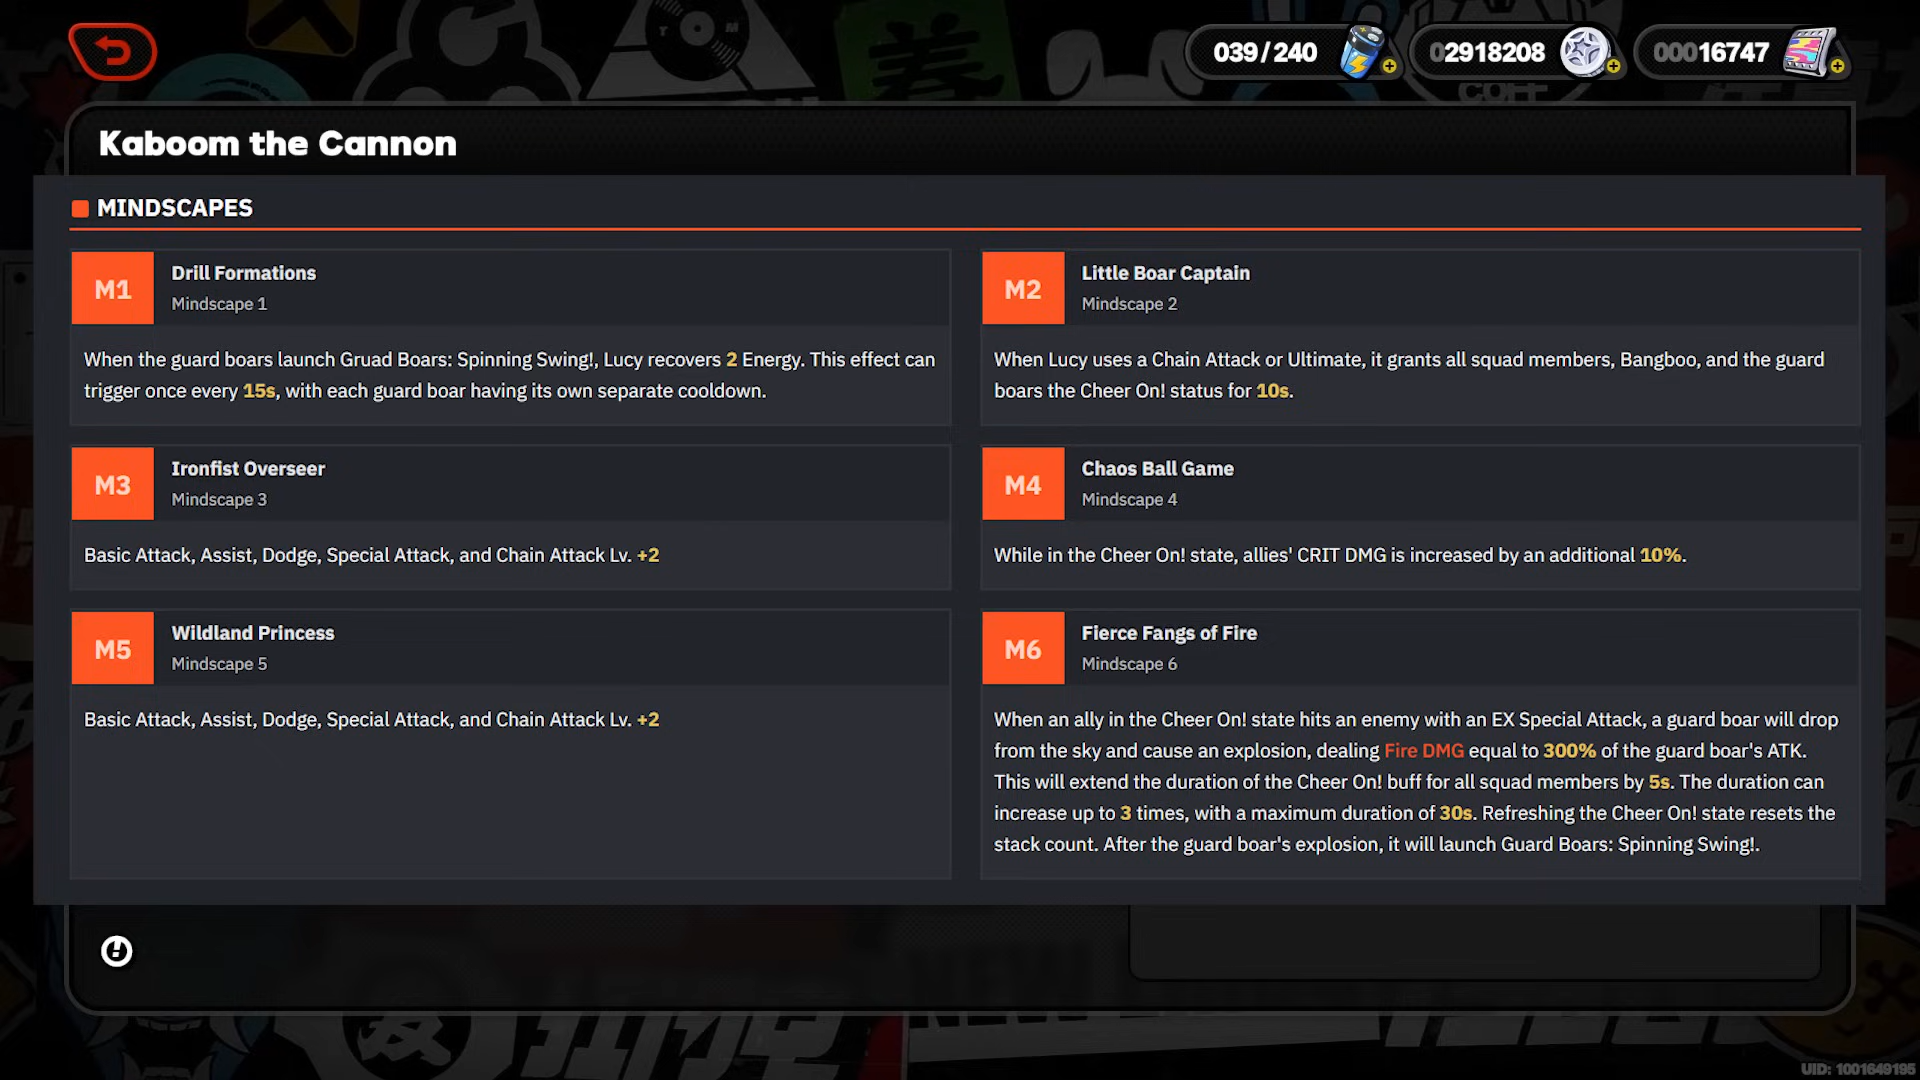 039/240
02918208
00016747
Kaboom the Cannon
MINDSCAPES
M1
Drill Formations
Mindscape 1
When the guard boars launch Gruad Boars: Spinning Swing!, Lucy recovers 2 Energy. This effect can
trigger once every 15s, with each guard boar having its own separate cooldown.
M2
Little Boar Captain
Mindscape 2
When Lucy uses a Chain Attack or Ultimate, it grants all squad members, Bangboo, and the guard
boars the Cheer On! status for 10s.
M3
Ironfist Overseer
Mindscape 3
Basic Attack, Assist, Dodge, Special Attack, and Chain Attack Lv. +2
M4
Chaos Ball Game
Mindscape 4
While in the Cheer On! state, allies' CRIT DMG is increased by an additional 10%.
M5
Wildland Princess
Mindscape 5
Basic Attack, Assist, Dodge, Special Attack, and Chain Attack Lv. +2
M6
Fierce Fangs of Fire
Mindscape 6
When an ally in the Cheer On! state hits an enemy with an EX Special Attack, a guard boar will drop
from the sky and cause an explosion, dealing Fire DMG equal to 300% of the guard boar's ATK.
This will extend the duration of the Cheer On! buff for all squad members by 5s. The duration can
increase up to 3 times, with a maximum duration of 30s. Refreshing the Cheer On! state resets the
stack count. After the guard boar's explosion, it will launch Guard Boars: Spinning Swing!.
UID: 1001649195